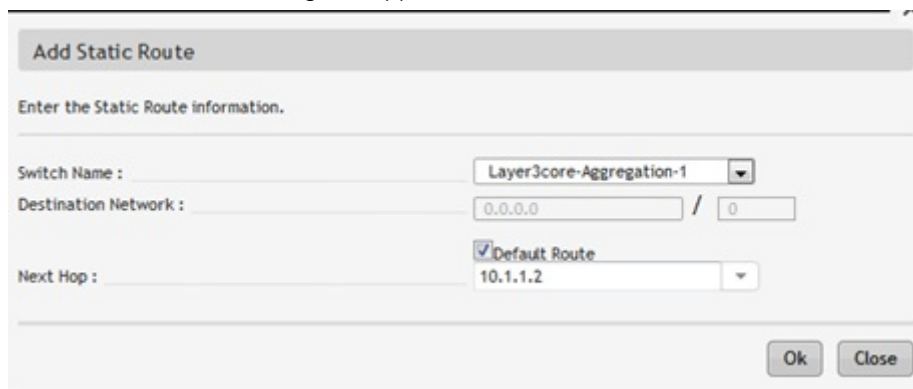 Add Static Route
Enter the Static Route information.
Switch Name :
Layer3core-Aggregation-1
Destination Network :
0.0.0.0 / 0
Default Route
Next Hop :
10.1.1.2
Ok Close